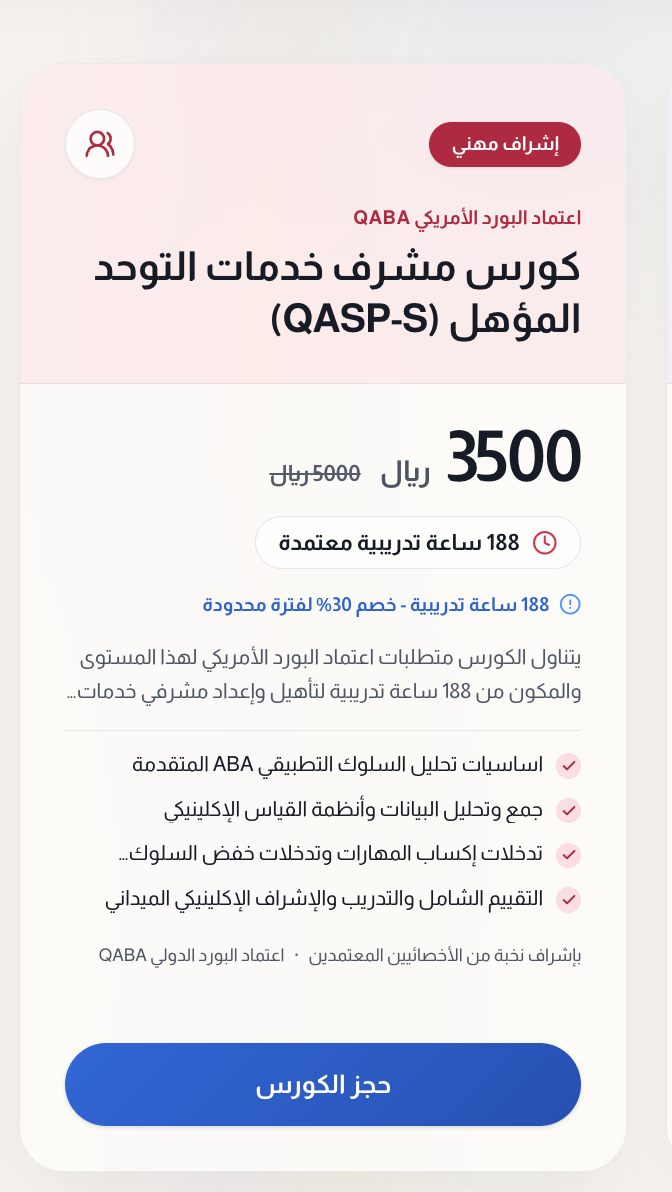 إشراف مهني
اعتماد البورد الأمريكي QABA
كورس مشرف خدمات التوحد
المؤهل (QASP-S)
3500 ريال 5000 ريال
188 ساعة تدريبية معتمدة
188 ساعة تدريبية - خصم 30% لفترة محدودة
يتناول الكورس متطلبات اعتماد البورد الأمريكي لهذا المستوى
والمكون من 188 ساعة تدريبية لتأهيل وإعداد مشرفي خدمات...
اساسيات تحليل السلوك التطبيقي ABA المتقدمة
جمع وتحليل البيانات وأنظمة القياس الإكلينيكي
تدخلات إكساب المهارات وتدخلات خفض السلوك...
التقييم الشامل والتدريب والإشراف الإكلينيكي الميداني
بإشراف نخبة من الأخصائيين المعتمدين · اعتماد البورد الدولي QABA
حجز الكورس